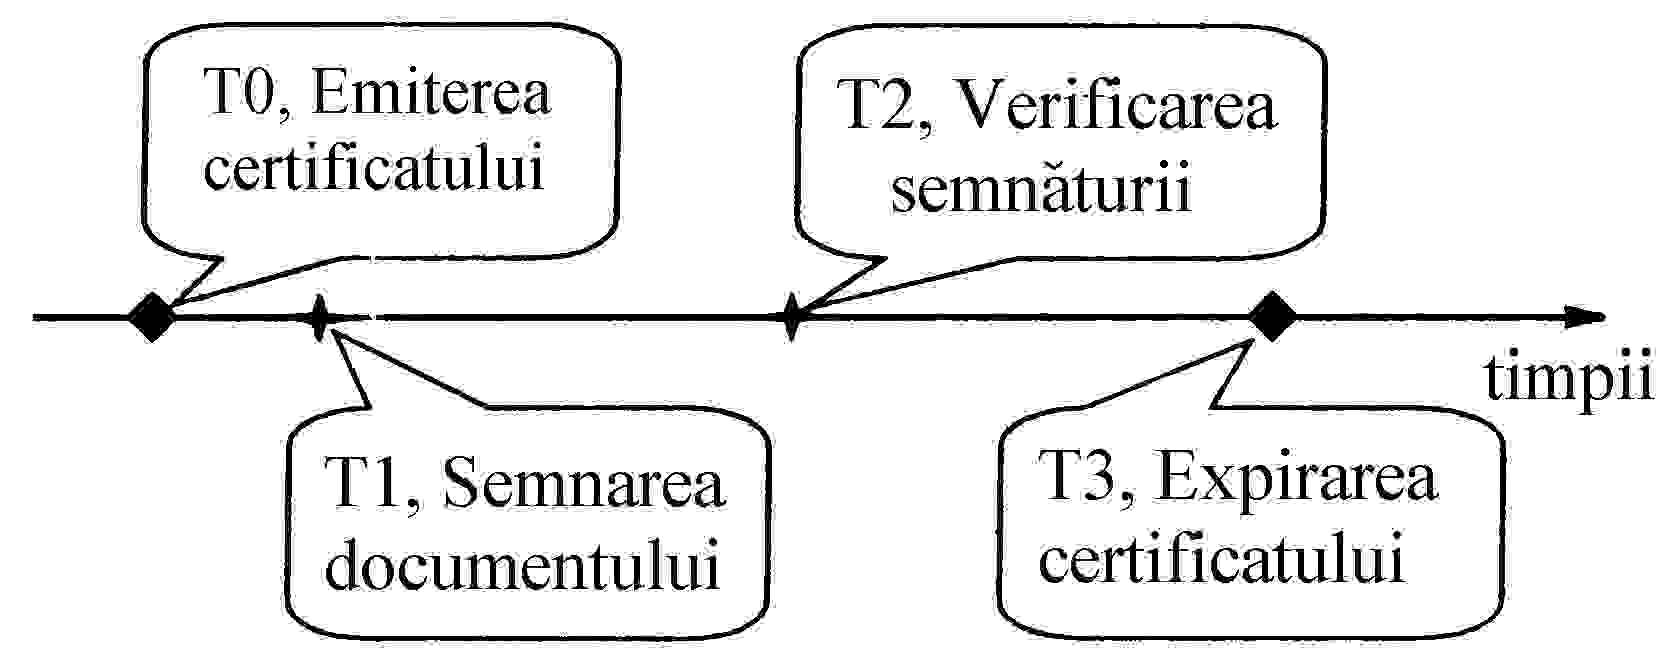 T0, Emiterea
certificatului
T2, Verificarea
semnăturii
timpii
T1, Semnarea
documentului
T3, Expirarea
certificatului